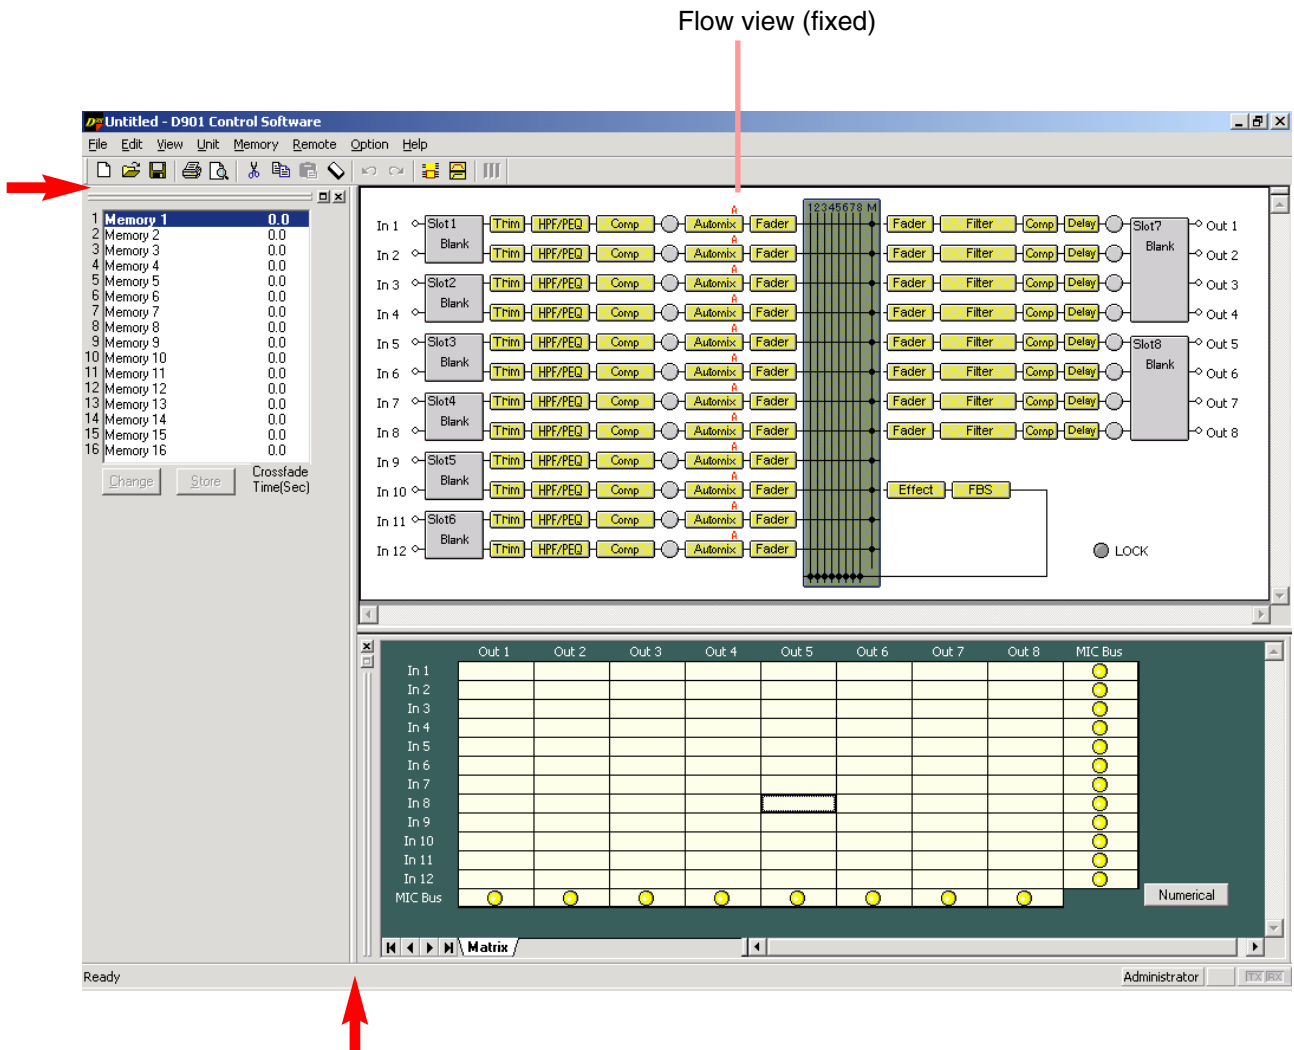 Flow view (fixed)
Untitled - D901 Control Software
File Edit View Unit Memory Remote Option Help
1 Memory 1 0.0
2 Memory 2 0.0
3 Memory 3 0.0
4 Memory 4 0.0
5 Memory 5 0.0
6 Memory 6 0.0
7 Memory 7 0.0
8 Memory 8 0.0
9 Memory 9 0.0
10 Memory 10 0.0
11 Memory 11 0.0
12 Memory 12 0.0
13 Memory 13 0.0
14 Memory 14 0.0
15 Memory 15 0.0
16 Memory 16 0.0
Change Store Crossfade
Time(Sec)
12345678 M
A
In 1 Slot1 Trim HPF/PEQ Comp Automix Fader Fader Filter Comp Delay Slot7 Out 1
Blank A Blank
In 2 Trim HPF/PEQ Comp Automix Fader Fader Filter Comp Delay Out 2
A
In 3 Slot2 Trim HPF/PEQ Comp Automix Fader Fader Filter Comp Delay Out 3
Blank A
In 4 Trim HPF/PEQ Comp Automix Fader Fader Filter Comp Delay Out 4
A
In 5 Slot3 Trim HPF/PEQ Comp Automix Fader Fader Filter Comp Delay Slot8 Out 5
Blank A Blank
In 6 Trim HPF/PEQ Comp Automix Fader Fader Filter Comp Delay Out 6
A
In 7 Slot4 Trim HPF/PEQ Comp Automix Fader Fader Filter Comp Delay Out 7
Blank A
In 8 Trim HPF/PEQ Comp Automix Fader Fader Filter Comp Delay Out 8
A
In 9 Slot5 Trim HPF/PEQ Comp Automix Fader
Blank A
In 10 Trim HPF/PEQ Comp Automix Fader Effect FBS
A
In 11 Slot6 Trim HPF/PEQ Comp Automix Fader
Blank A
In 12 Trim HPF/PEQ Comp Automix Fader LOCK
Out 1 Out 2 Out 3 Out 4 Out 5 Out 6 Out 7 Out 8 MIC Bus
In 1
In 2
In 3
In 4
In 5
In 6
In 7
In 8
In 9
In 10
In 11
In 12
MIC Bus Numerical
Matrix
Ready Administrator TX RX